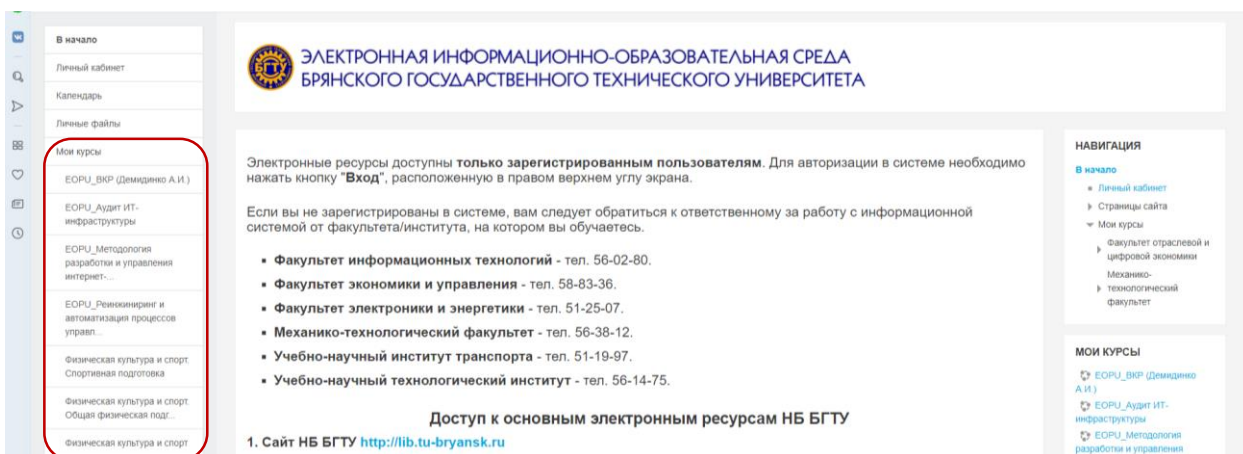 В начало
Личный кабинет
Календарь
Личные файлы
Мои курсы
EOPU_ВКР (Демидинко А.И.)
EOPU_Аудит ИТ-
инфраструктуры
EOPU_Методология
разработки и управления
интернет-...
EOPU_Реинжиниринг и
автоматизация процессов
управл...
Физическая культура и спорт.
Спортивная подготовка
Физическая культура и спорт.
Общая физическая подг...
Физическая культура и спорт
БГТУ
ЭЛЕКТРОННАЯ ИНФОРМАЦИОННО-ОБРАЗОВАТЕЛЬНАЯ СРЕДА
БРЯНСКОГО ГОСУДАРСТВЕННОГО ТЕХНИЧЕСКОГО УНИВЕРСИТЕТА
Электронные ресурсы доступны только зарегистрированным пользователям. Для авторизации в системе необходимо
нажать кнопку "Вход", расположенную в правом верхнем углу экрана.
Если вы не зарегистрированы в системе, вам следует обратиться к ответственному за работу с информационной
системой от факультета/института, на котором вы обучаетесь.
Факультет информационных технологий - тел. 56-02-80.
Факультет экономики и управления - тел. 58-83-36.
Факультет электроники и энергетики - тел. 51-25-07.
Механико-технологический факультет - тел. 56-38-12.
Учебно-научный институт транспорта - тел. 51-19-97.
Учебно-научный технологический институт - тел. 56-14-75.
Доступ к основным электронным ресурсам НБ БГТУ
1. Сайт НБ БГТУ http://lib.tu-bryansk.ru
НАВИГАЦИЯ
В начало
Личный кабинет
Страницы сайта
Мои курсы
Факультет отраслевой и
цифровой экономики
Механико-
технологический
факультет
МОИ КУРСЫ
EOPU_ВКР (Демидинко
А.И.)
EOPU_Аудит ИТ-
инфраструктуры
EOPU_Методология
разработки и управления